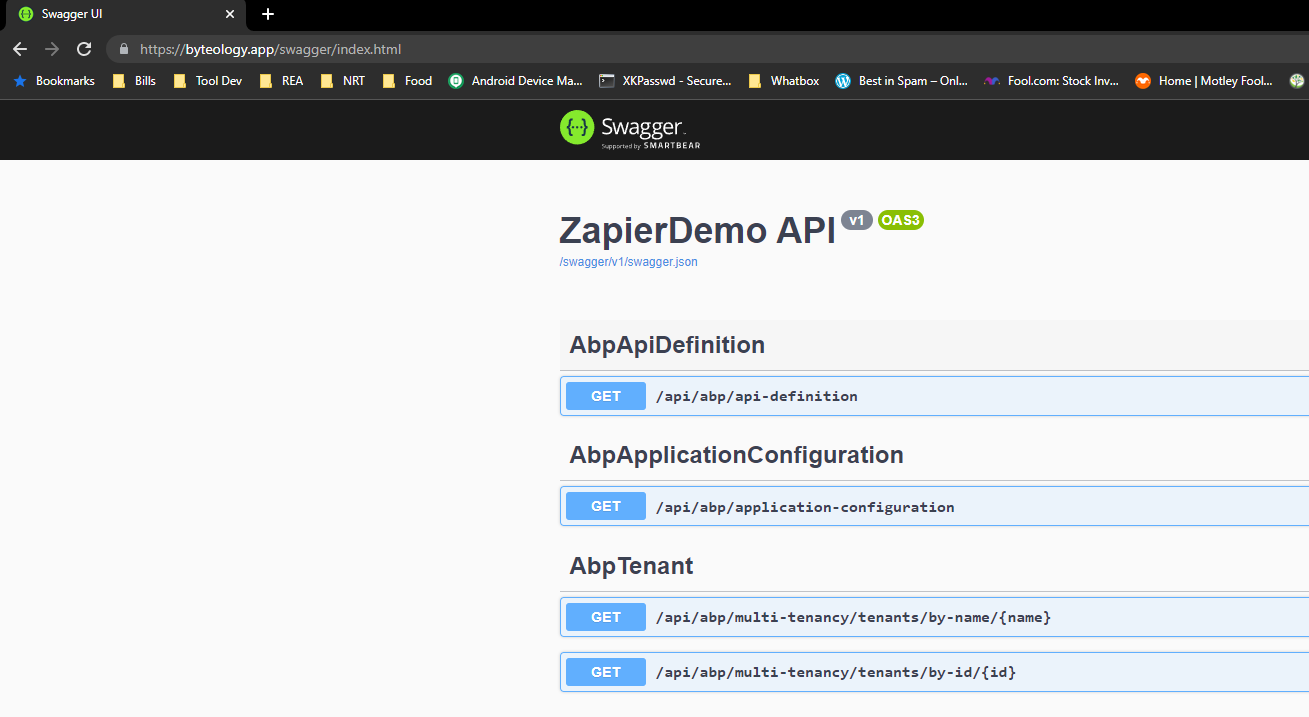 Swagger UI
https://byteology.app/swagger/index.html
Bookmarks Bills Tool Dev REA NRT Food Android Device Ma... XKPasswd - Secure... Whatbox Best in Spam – Onl... Fool.com: Stock Inv... Home | Motley Fool...
{...} Swagger
Supported by SMARTBEAR
ZapierDemo API v1 OAS3
/swagger/v1/swagger.json
AbpApiDefinition
GET /api/abp/api-definition
AbpApplicationConfiguration
GET /api/abp/application-configuration
AbpTenant
GET /api/abp/multi-tenancy/tenants/by-name/{name}
GET /api/abp/multi-tenancy/tenants/by-id/{id}